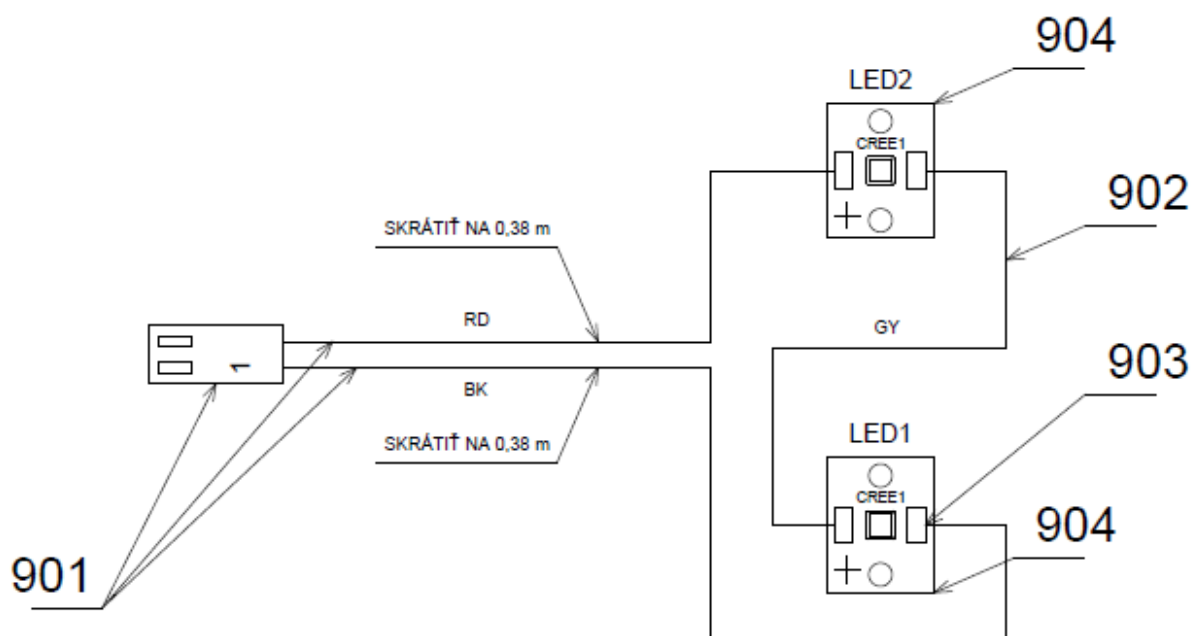 904
LED2
CREE1
+
902
SKRÁTIŤ NA 0,38 m
RD
GY
1
BK
903
SKRÁTIŤ NA 0,38 m
LED1
CREE1
904
+
901